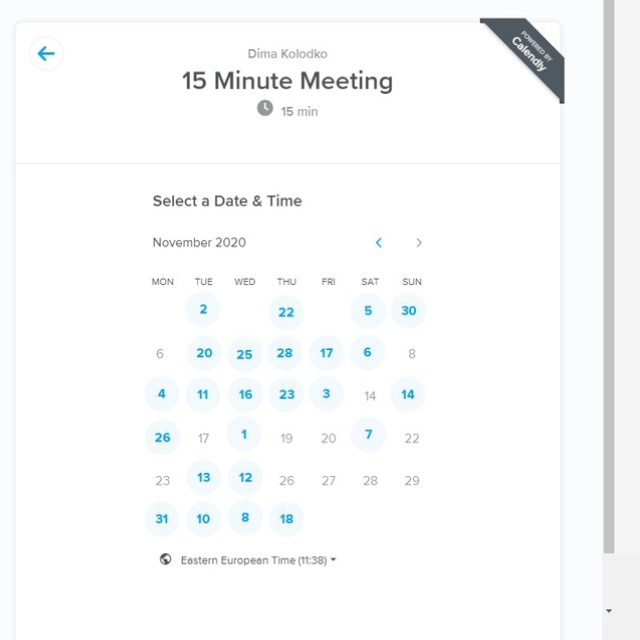 Dima Kolodko
15 Minute Meeting
15 min
POWERED BY
Calendly
Select a Date & Time
November 2020
MON TUE WED THU FRI SAT SUN
2 22 5 30
6 20 25 28 17 6 8
4 11 16 23 3 14 14
26 17 1 19 20 7 22
23 13 12 26 27 28 29
31 10 8 18
Eastern European Time (11:38)